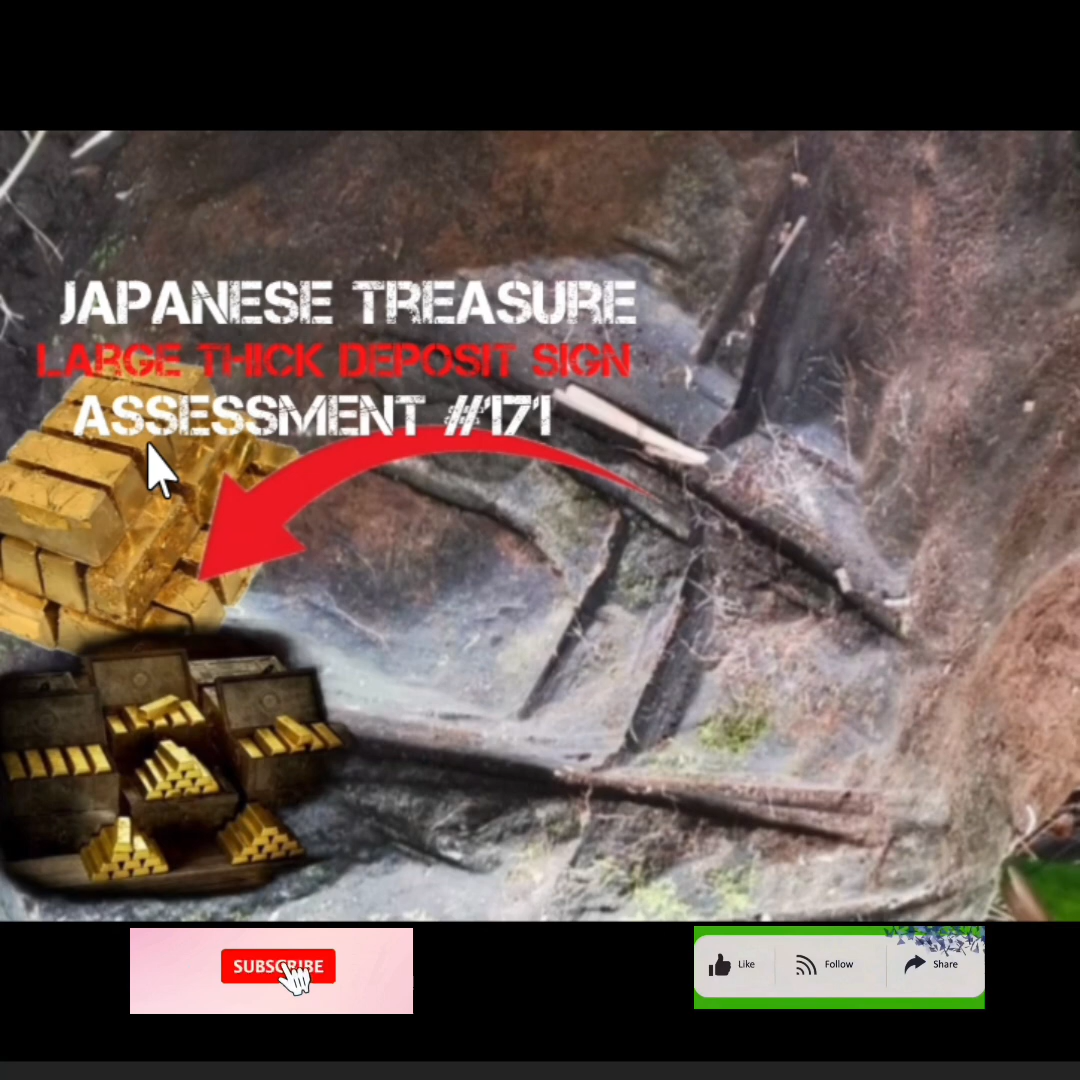 JAPANESE TREASURE
LARGE THICK DEPOSIT SIGN
ASSESSMENT #171
SUBSCRIBE
Like
Follow
Share